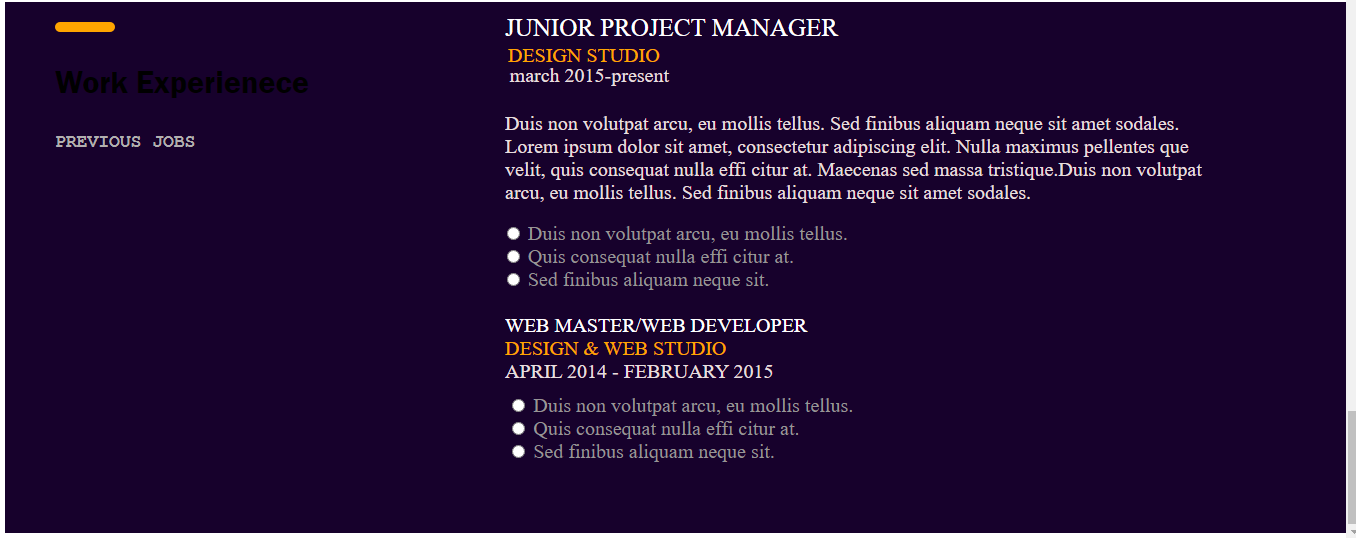 Work Experienece
PREVIOUS JOBS
JUNIOR PROJECT MANAGER
DESIGN STUDIO
march 2015-present
Duis non volutpat arcu, eu mollis tellus. Sed finibus aliquam neque sit amet sodales.
Lorem ipsum dolor sit amet, consectetur adipiscing elit. Nulla maximus pellentes que
velit, quis consequat nulla effi citur at. Maecenas sed massa tristique.Duis non volutpat
arcu, eu mollis tellus. Sed finibus aliquam neque sit amet sodales.
Duis non volutpat arcu, eu mollis tellus.
Quis consequat nulla effi citur at.
Sed finibus aliquam neque sit.
WEB MASTER/WEB DEVELOPER
DESIGN & WEB STUDIO
APRIL 2014 - FEBRUARY 2015
Duis non volutpat arcu, eu mollis tellus.
Quis consequat nulla effi citur at.
Sed finibus aliquam neque sit.